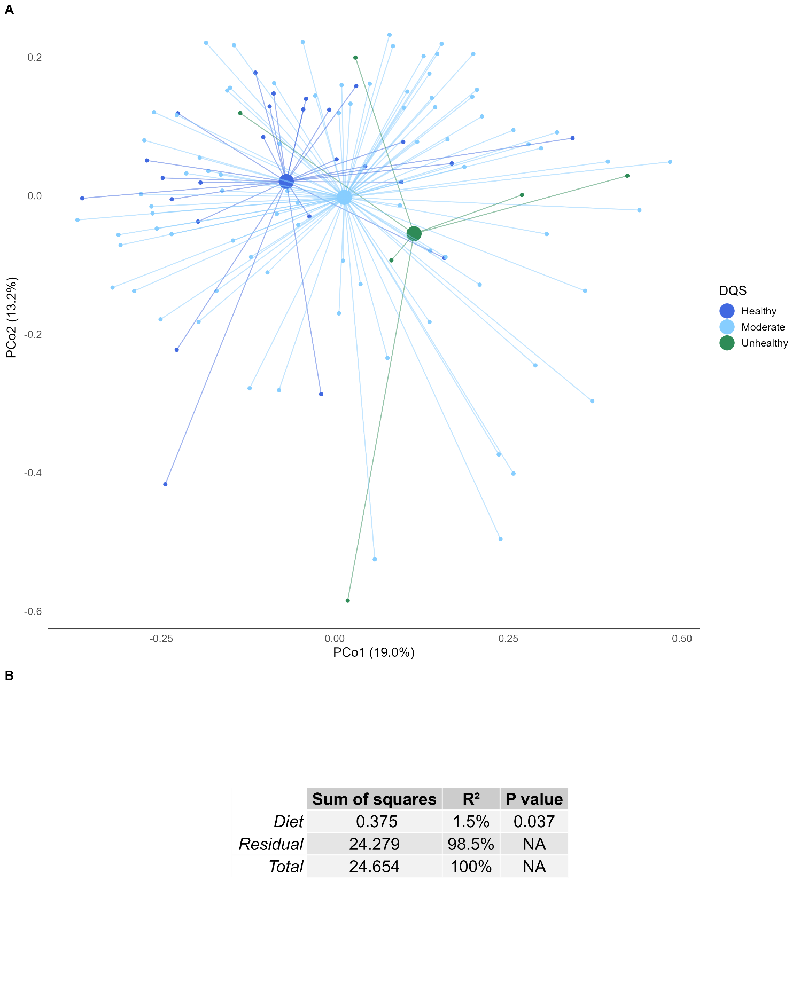 A
0.2
0.0
-0.2
-0.4
-0.6
PCo2 (13.2%)
-0.25
0.00
0.25
0.50
PCo1 (19.0%)
DQS
Healthy
Moderate
Unhealthy
B
Sum of squares R² P value
Diet 0.375 1.5% 0.037
Residual 24.279 98.5% NA
Total 24.654 100% NA